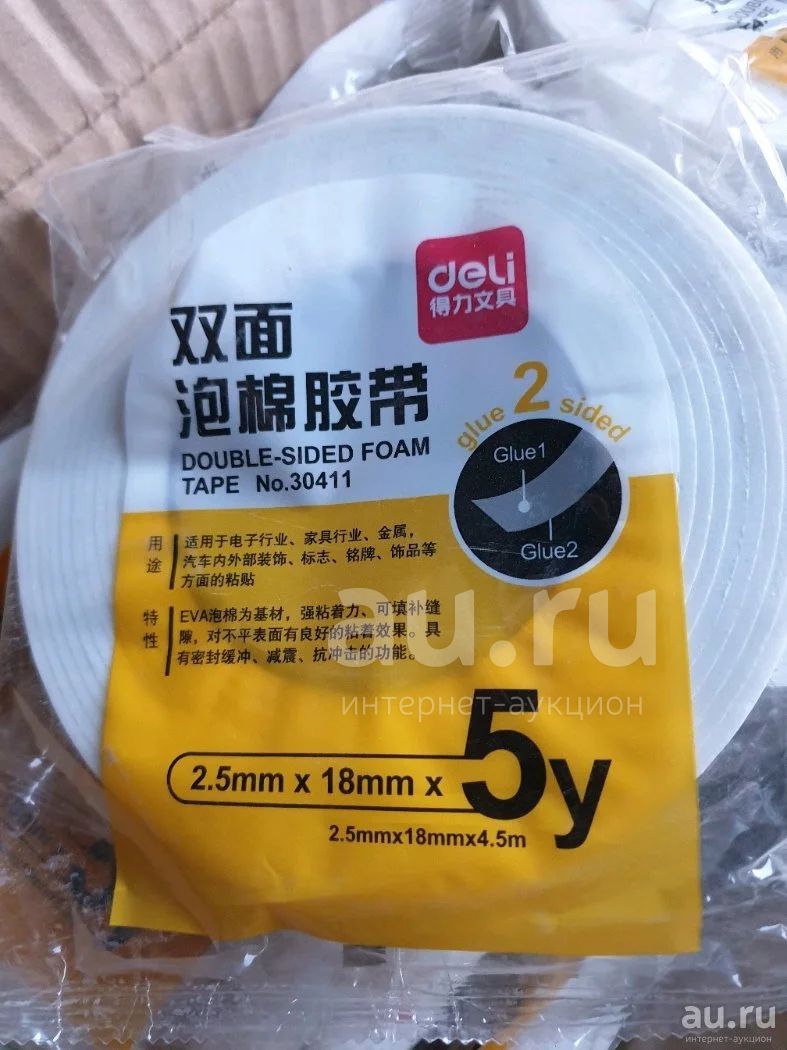 deli
得力文具
双面
泡棉胶带
DOUBLE-SIDED FOAM
TAPE No.30411
glue 2 sided
Glue1
Glue2
用途
适用于电子行业、家具行业、金属，
汽车内外部装饰、标志、铭牌、饰品等
方面的粘贴
特性
EVA泡棉为基材，强粘着力、可填补缝
隙，对不平表面有良好的粘着效果。具
有密封缓冲、减震、抗冲击的功能。
au.ru
интернет-аукцион
2.5mm x 18mm x 5y
2.5mmx18mmx4.5m
au.ru
интернет-аукцион